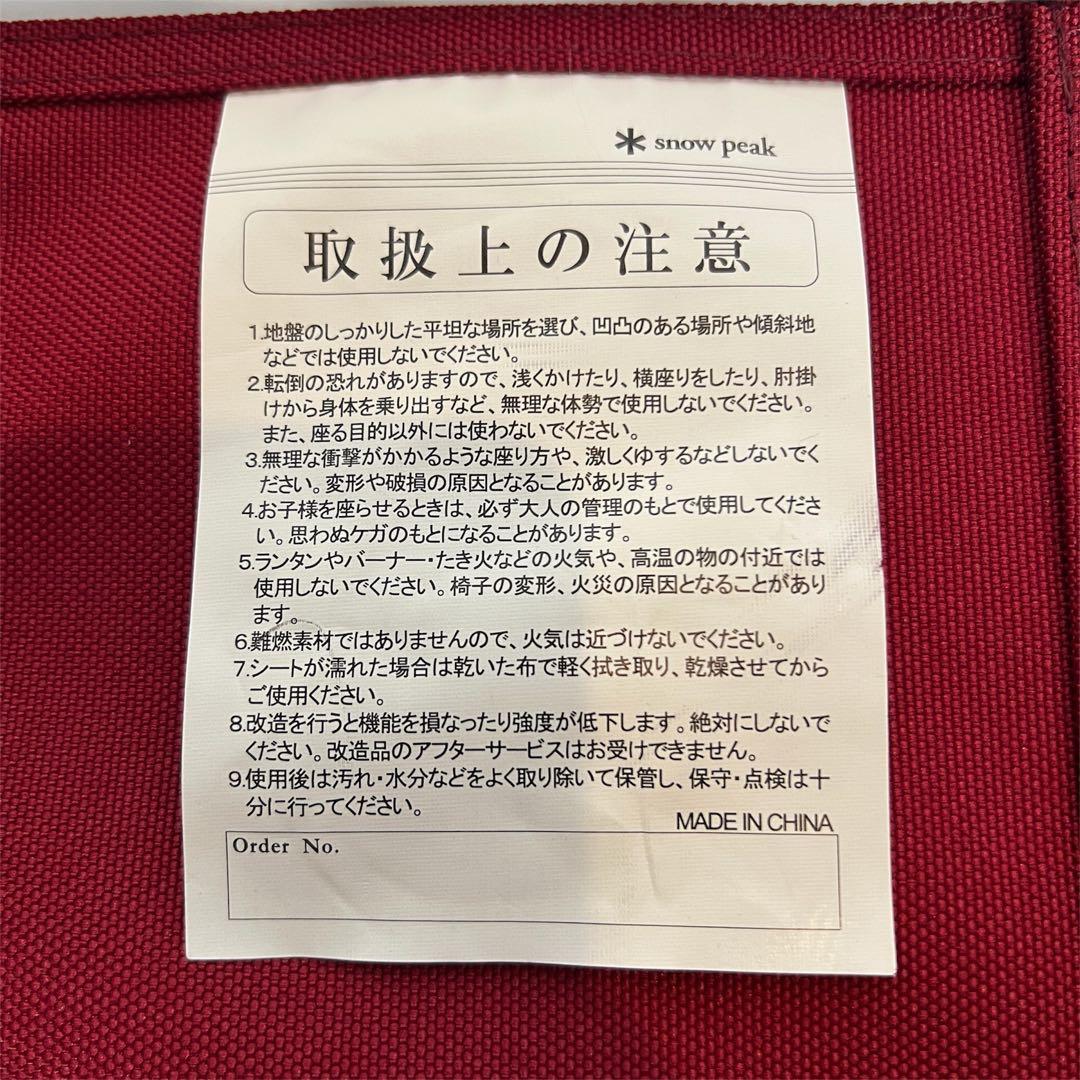 snow peak
取扱上の注意
1.地盤のしっかりした平坦な場所を選び、凹凸のある場所や傾斜地
などでは使用しないでください。
2.転倒の恐れがありますので、浅くかけたり、横座りをしたり、肘掛
けから身体を乗り出すなど、無理な体勢で使用しないでください。
また、座る目的以外には使わないでください。
3.無理な衝撃がかかるような座り方や、激しくゆするなどしないでく
ださい。変形や破損の原因となることがあります。
4.お子様を座らせるときは、必ず大人の管理のもとで使用してくださ
い。思わぬケガのもとになることがあります。
5.ランタンやバーナー・たき火などの火気や、高温の物の付近では
使用しないでください。椅子の変形、火災の原因となることがあり
ます。
6.難燃素材ではありませんので、火気は近づけないでください。
7.シートが濡れた場合は乾いた布で軽く拭き取り、乾燥させてから
ご使用ください。
8.改造を行うと機能を損なったり強度が低下します。絶対にしないで
ください。改造品のアフターサービスはお受けできません。
9.使用後は汚れ・水分などをよく取り除いて保管し、保守・点検は十
分に行ってください。
MADE IN CHINA
Order No.